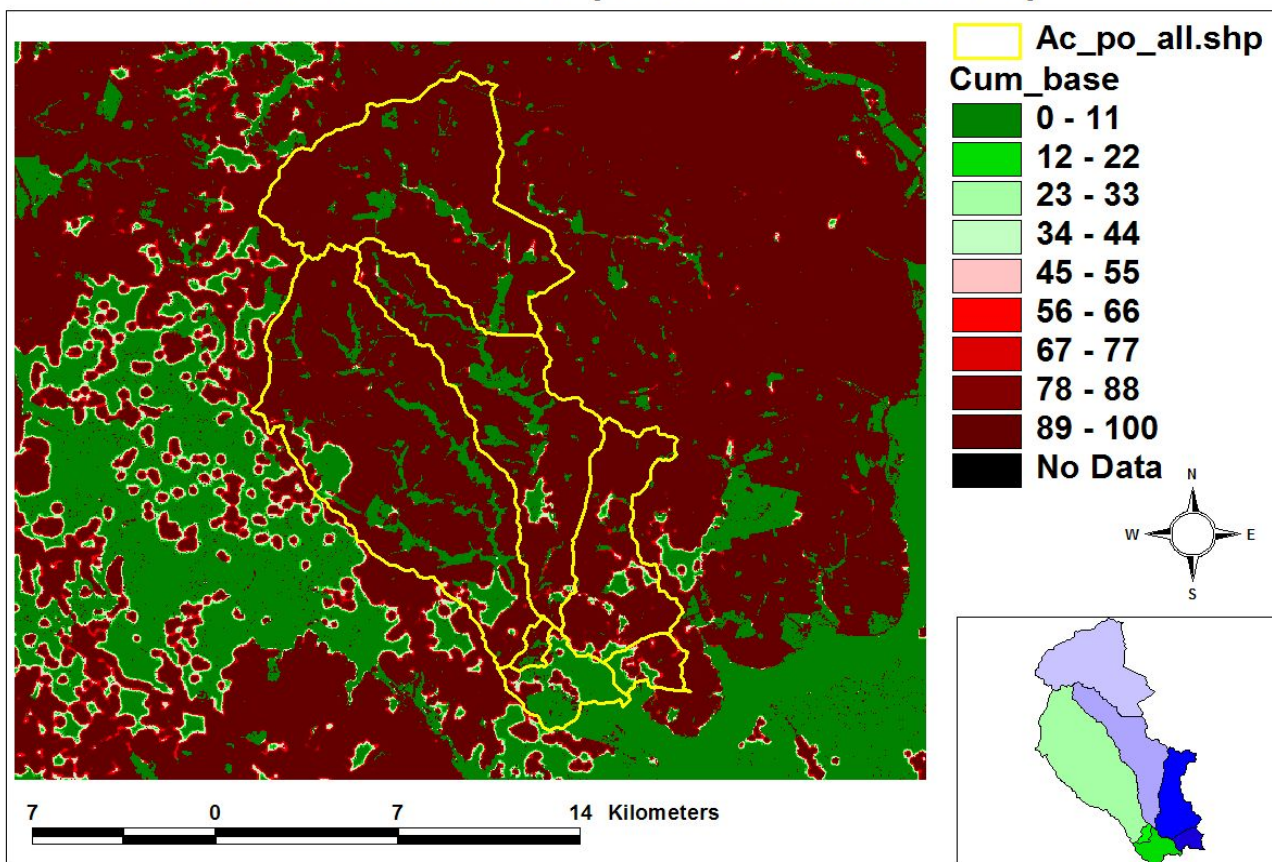 Ac_po_all.shp
Cum_base
0 - 11
12 - 22
23 - 33
34 - 44
45 - 55
56 - 66
67 - 77
78 - 88
89 - 100
No Data
N
W E
S
7 0 7 14 Kilometers